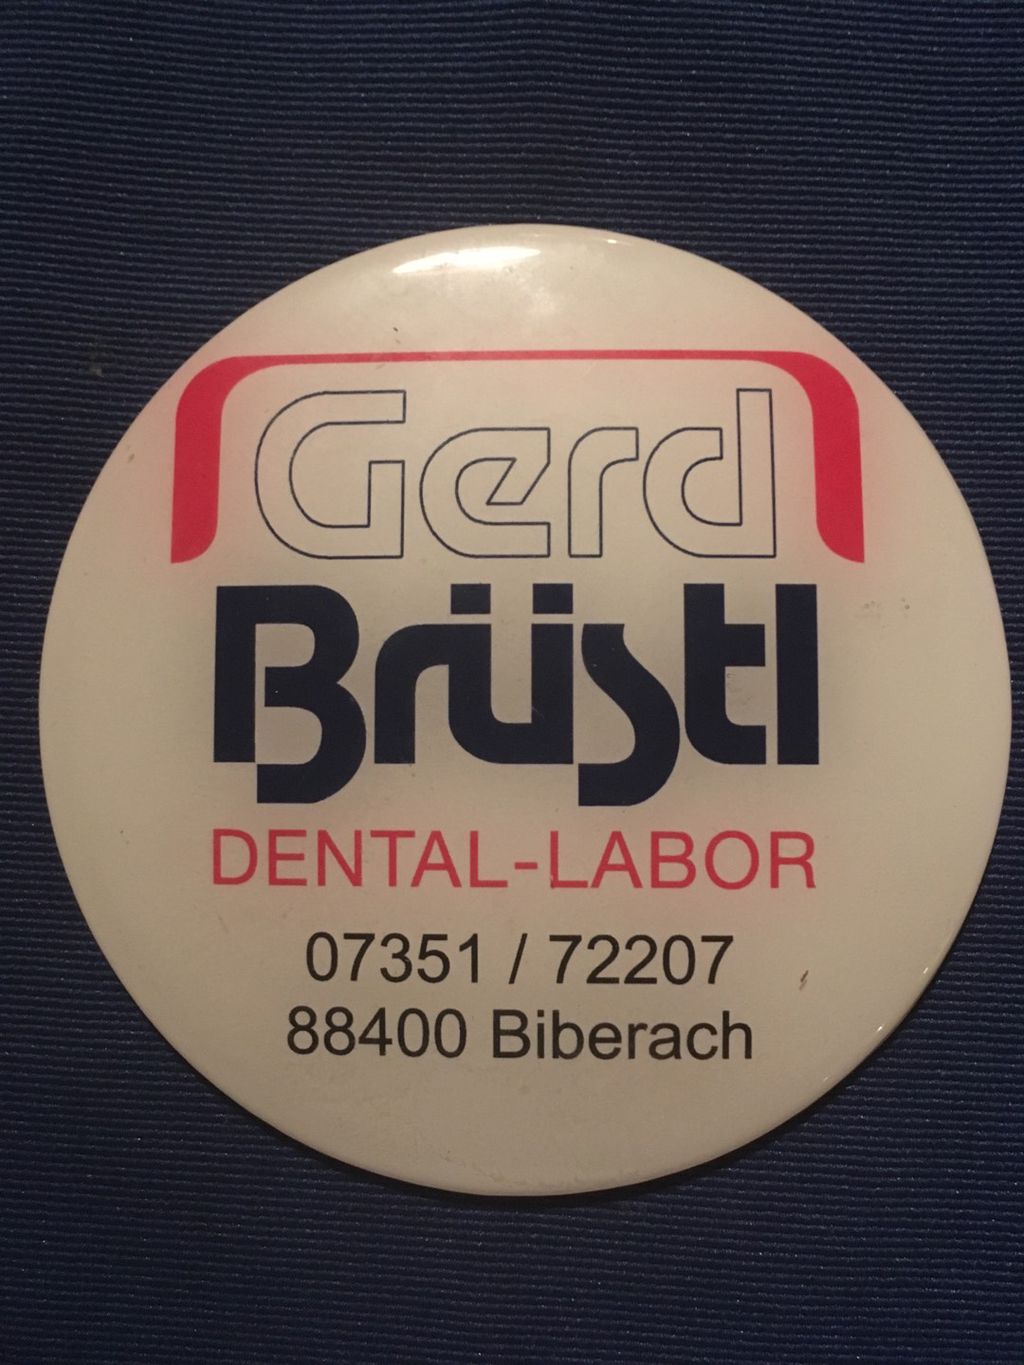 Gerd
Brüstl
DENTAL-LABOR
07351 / 72207
88400 Biberach